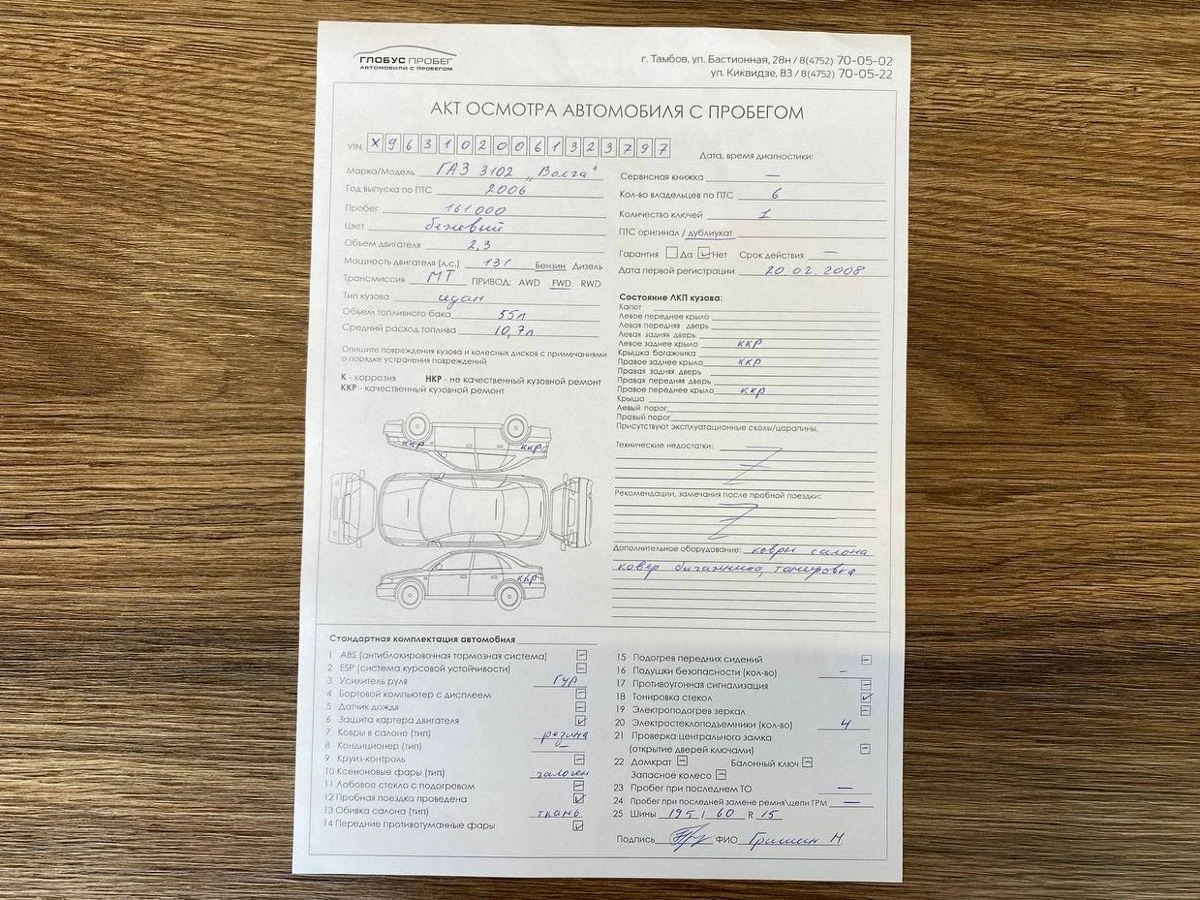 ГЛОБУС ПРОБЕГ
АВТОМОБИЛИ С ПРОБЕГОМ
г. Тамбов, ул. Бастионная, 28н / 8(4752) 70-05-02
ул. Киквидзе, 83 / 8(4752) 70-05-22
АКТ ОСМОТРА АВТОМОБИЛЯ С ПРОБЕГОМ
VIN X9631020061323797
Марка/Модель ГАЗ 3102 „Волга"
Год выпуска по ПТС 2006
Пробег 161 000
Цвет бежевый
Объем двигателя 2,3
Мощность двигателя (л.с.) 131 Бензин Дизель
Трансмиссия МТ ПРИВОД: AWD FWD RWD
Тип кузова седан
Объем топливного бака 55л
Средний расход топлива 10,7л
Опишите повреждения кузова и колесных дисков с примечаниями
о порядке устранения повреждений
К - коррозия НКР - не качественный кузовной ремонт
ККР - качественный кузовной ремонт
ккр ккр
ккр
Дата, время диагностики:
Сервисная книжка —
Кол-во владельцев по ПТС 6
Количество ключей 1
ПТС оригинал / дубликат
Гарантия Да Нет Срок действия —
Дата первой регистрации 20.02.2008
Состояние ЛКП кузова:
Капот
Левое переднее крыло
Левая передняя дверь
Левая задняя дверь
Левое заднее крыло ккр
Крышка багажника
Правое заднее крыло ккр
Правая задняя дверь
Правая передняя дверь
Правое переднее крыло ккр
Крыша
Левый порог
Правый порог
Присутствуют эксплуатационные сколы/царапины.
Технические недостатки:
Рекомендации, замечания после пробной поездки:
Дополнительное оборудование: ковры салона
ковер багажника, тонировка
Стандартная комплектация автомобиля
1 ABS (антиблокировочная тормозная система) –
2 ESP (система курсовой устойчивости) –
3 Усилитель руля ГУР
4 Бортовой компьютер с дисплеем –
5 Датчик дождя –
6 Защита картера двигателя ✓
7 Ковры в салоне (тип) резина
8 Кондиционер (тип) –
9 Круиз-контроль –
10 Ксеноновые фары (тип) галоген
11 Лобовое стекло с подогревом –
12 Пробная поездка проведена ✓
13 Обивка салона (тип) ткань
14 Передние противотуманные фары ✓
15 Подогрев передних сидений –
16 Подушки безопасности (кол-во) –
17 Противоугонная сигнализация –
18 Тонировка стекол ✓
19 Электроподогрев зеркал –
20 Электростеклоподъемники (кол-во) 4
21 Проверка центрального замка
(открытие дверей ключами) –
22 Домкрат – Балонный ключ –
Запасное колесо –
23 Пробег при последнем ТО —
24 Пробег при последней замене ремня\цепи ГРМ —
25 Шины 195 / 60 R 15
Подпись ФИО Гришин Н